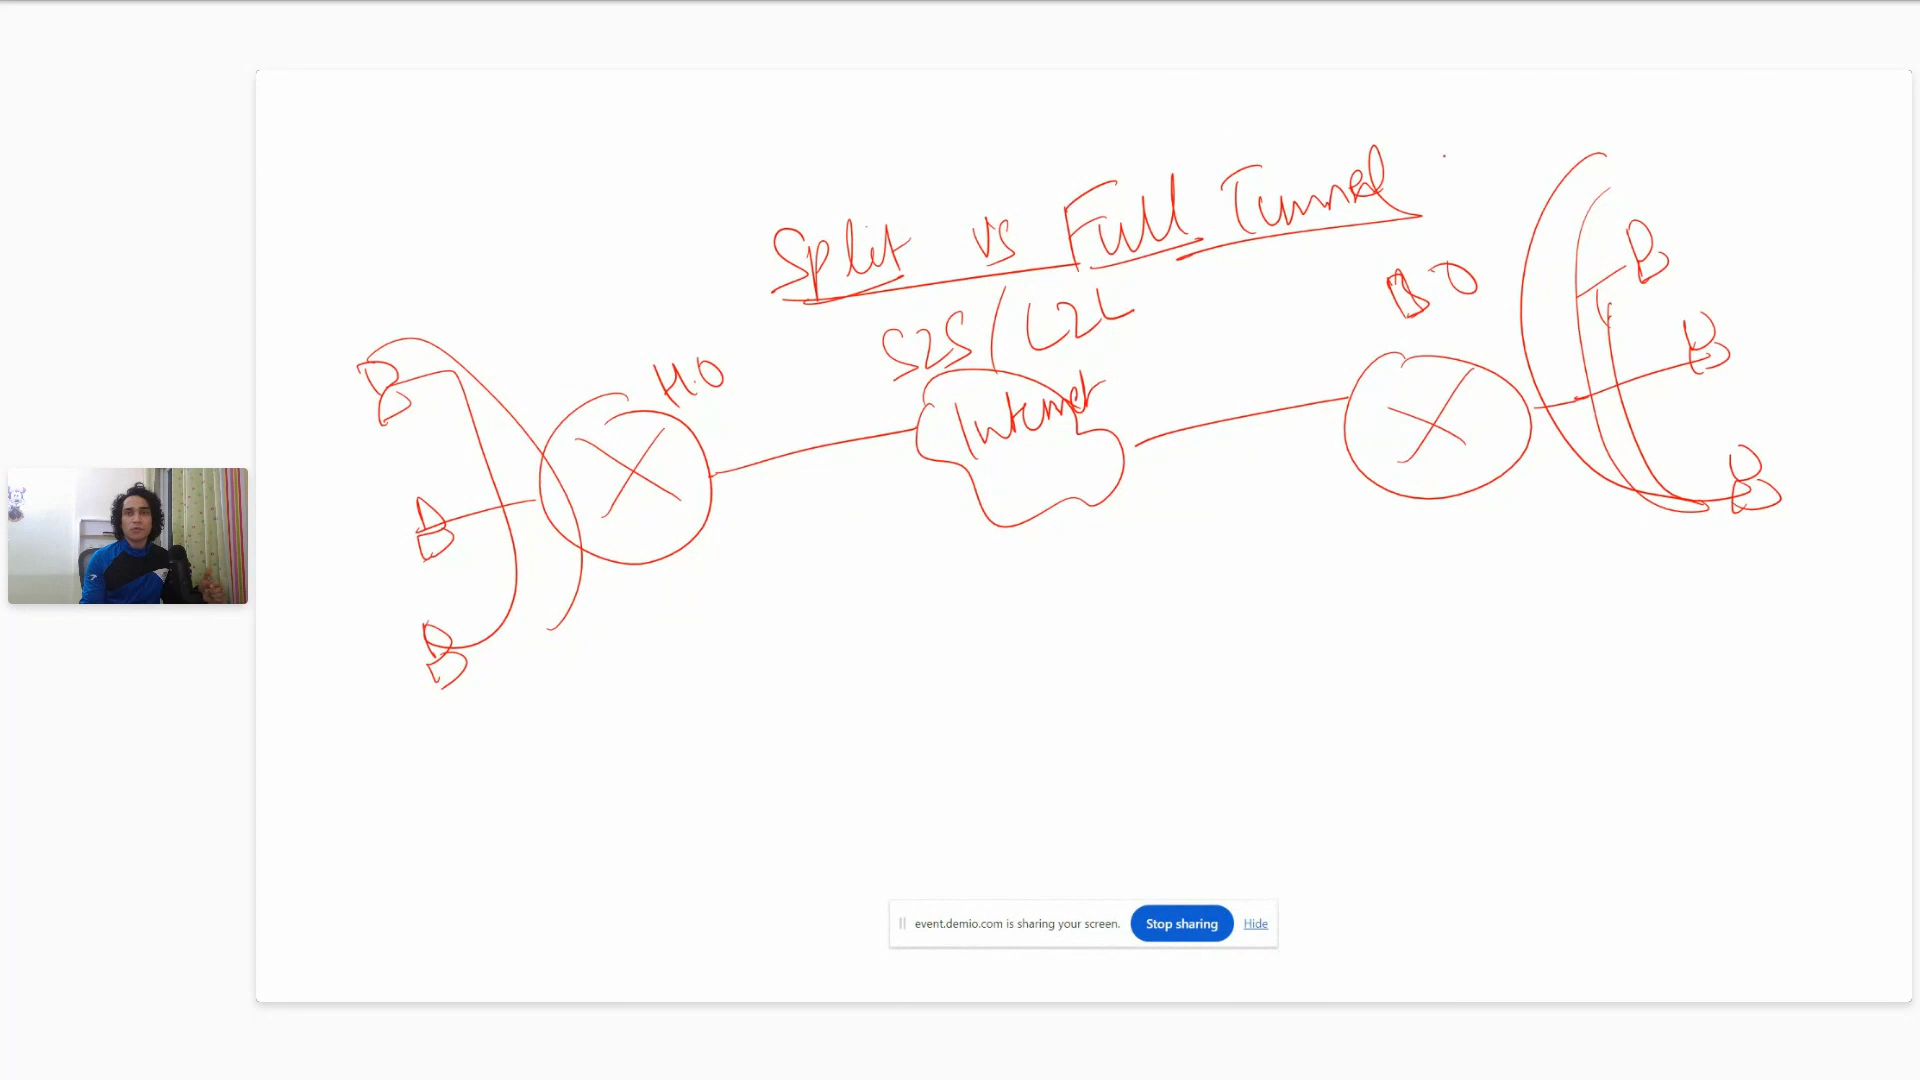 Split vs Full Tunnel
S2S/L2L
B O
H.O
Internet
event.demio.com is sharing your screen.
Stop sharing
Hide